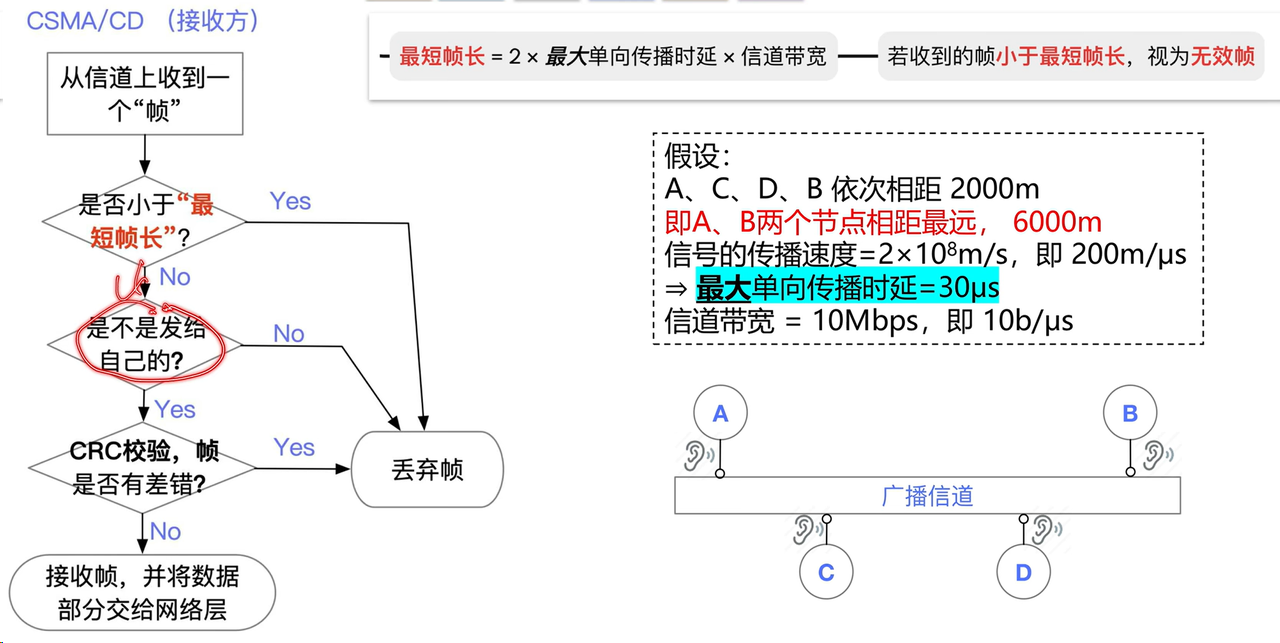 CSMA/CD （接收方）
最短帧长 = 2 × 最大单向传播时延 × 信道带宽
若收到的帧小于最短帧长，视为无效帧
从信道上收到一
个“帧”
是否小于“最
短帧长”？
Yes
No
是不是发给
自己的?
No
Yes
CRC校验，帧
是否有差错?
Yes
No
丢弃帧
接收帧，并将数据
部分交给网络层
假设：
A、C、D、B 依次相距 2000m
即A、B两个节点相距最远， 6000m
信号的传播速度=2×10⁸m/s，即 200m/μs
⇒ 最大单向传播时延=30μs
信道带宽 = 10Mbps，即 10b/μs
A
B
广播信道
C
D